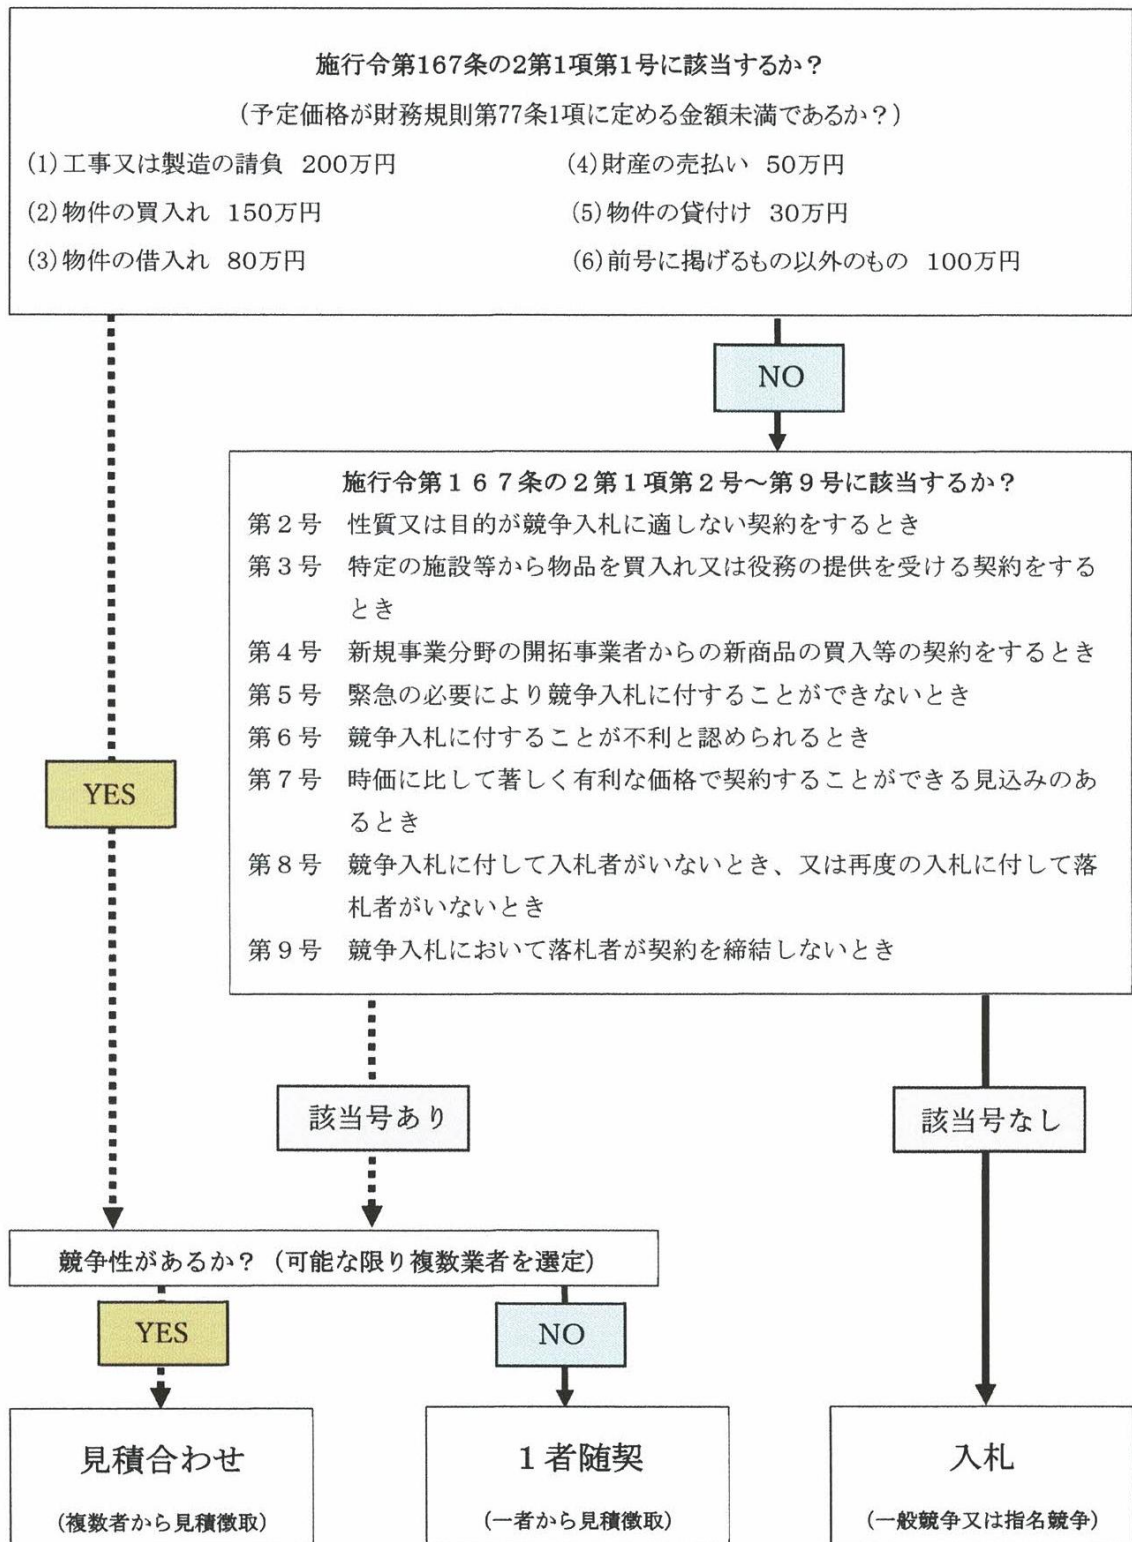 施行令第167条の2第1項第1号に該当するか？
(予定価格が財務規則第77条1項に定める金額未満であるか？)
(1)工事又は製造の請負 200万円
(4)財産の売払い 50万円
(2)物件の買入れ 150万円
(5)物件の貸付け 30万円
(3)物件の借入れ 80万円
(6)前号に掲げるもの以外のもの 100万円
NO
施行令第１６７条の２第１項第２号～第９号に該当するか？
第２号 性質又は目的が競争入札に適しない契約をするとき
第３号 特定の施設等から物品を買入れ又は役務の提供を受ける契約をする
とき
第４号 新規事業分野の開拓事業者からの新商品の買入等の契約をするとき
第５号 緊急の必要により競争入札に付することができないとき
第６号 競争入札に付することが不利と認められるとき
第７号 時価に比して著しく有利な価格で契約することができる見込みのあ
るとき
第８号 競争入札に付して入札者がいないとき、又は再度の入札に付して落
札者がいないとき
第９号 競争入札において落札者が契約を締結しないとき
YES
該当号あり
該当号なし
競争性があるか？（可能な限り複数業者を選定）
YES
NO
見積合わせ
(複数者から見積徴取)
１者随契
(一者から見積徴取)
入札
(一般競争又は指名競争)